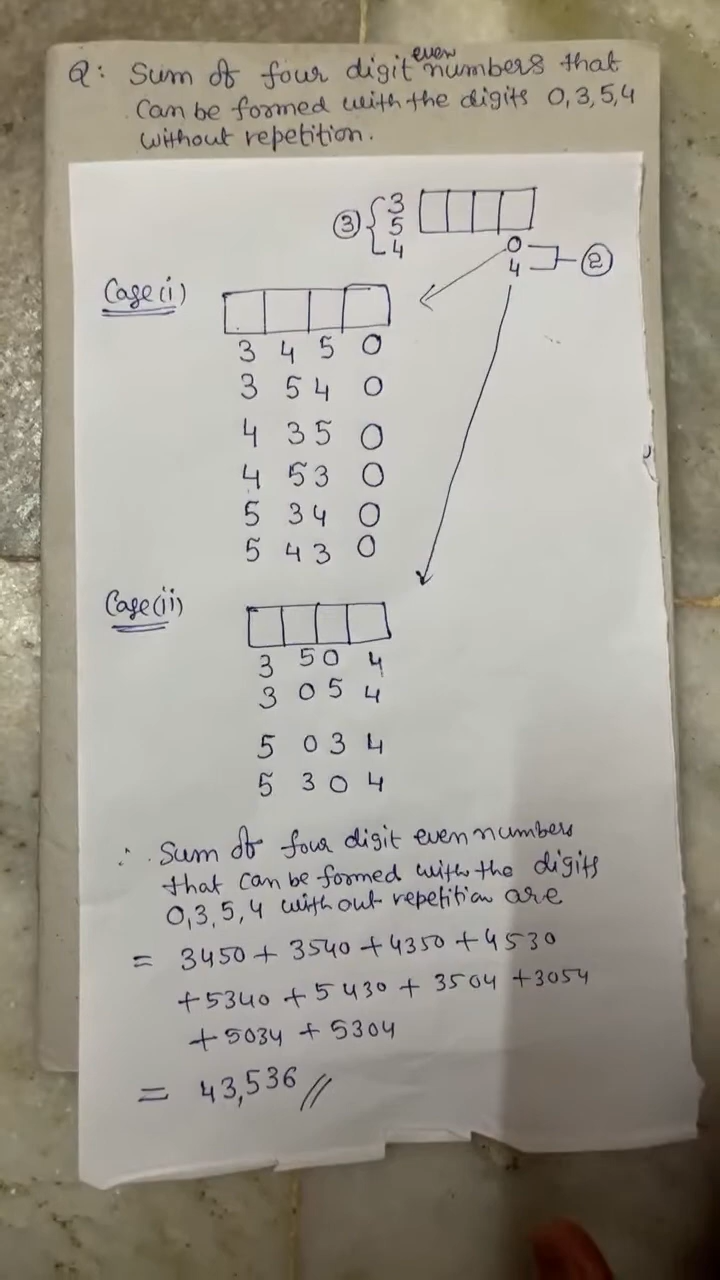 Q: Sum of four digit even numbers that
can be formed with the digits 0,3,5,4
without repetition.
③ { 3
5
4
0
4 ②
Case(i)
3 4 5 0
3 5 4 0
4 3 5 0
4 5 3 0
5 3 4 0
5 4 3 0
Case(ii)
3 5 0 4
3 0 5 4
5 0 3 4
5 3 0 4
∴ Sum of four digit even numbers
that can be formed with the digits
0,3,5,4 without repetition are
= 3450 + 3540 + 4350 + 4530
+ 5340 + 5430 + 3504 + 3054
+ 5034 + 5304
= 43,536 //